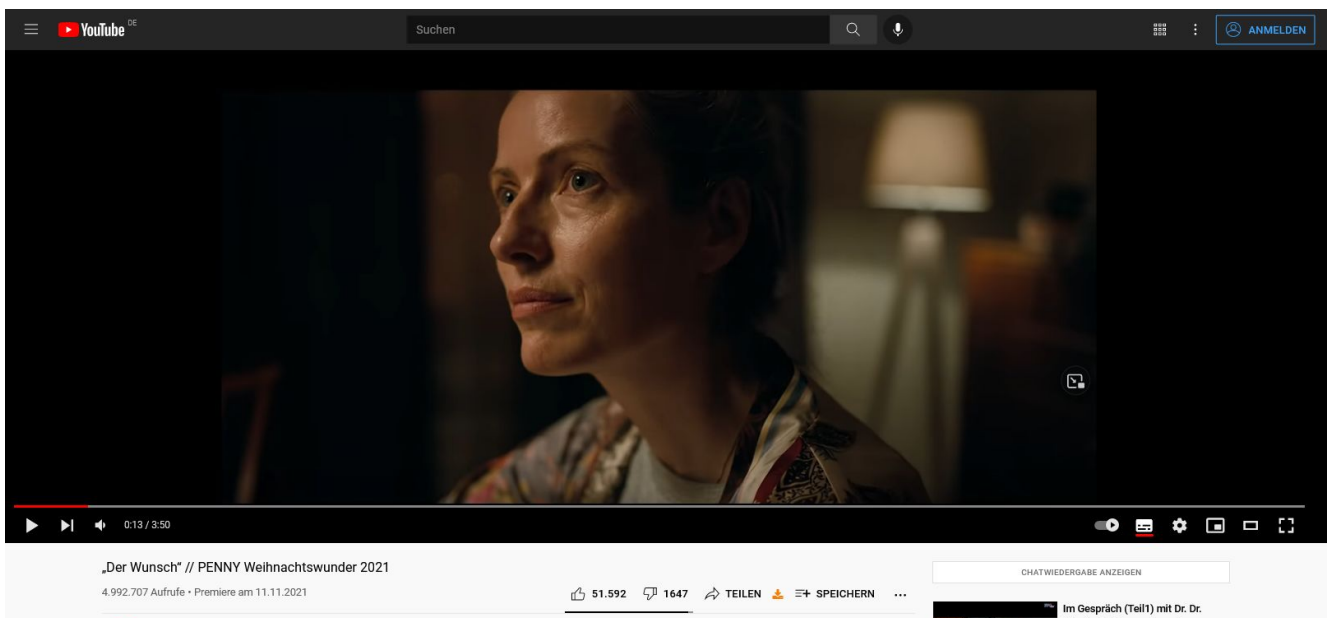 YouTube DE
Suchen
ANMELDEN
0:13 / 3:50
„Der Wunsch“ // PENNY Weihnachtswunder 2021
4.992.707 Aufrufe • Premiere am 11.11.2021
51.592 1647 TEILEN SPEICHERN ...
CHATWIEDERGABE ANZEIGEN
Im Gespräch (Teil1) mit Dr. Dr.